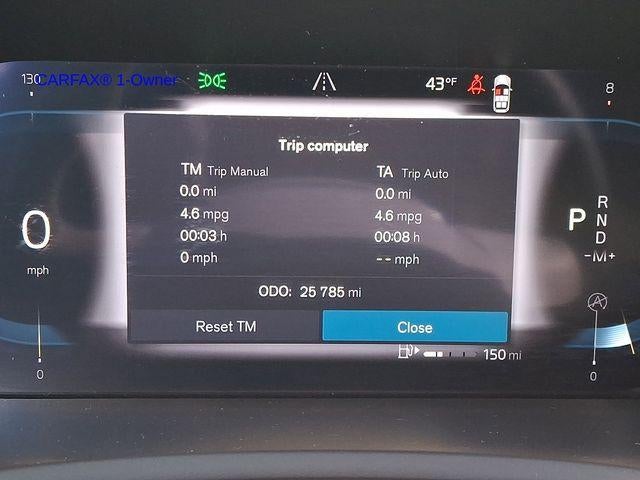 130
CARFAX® 1-Owner
43°F
8
Trip computer
TM Trip Manual
TA Trip Auto
0.0 mi
0.0 mi
4.6 mpg
4.6 mpg
00:03 h
00:08 h
0 mph
-- mph
ODO: 25 785 mi
Reset TM
Close
0
mph
P
R
N
D
-M+
A
150 mi
0
0